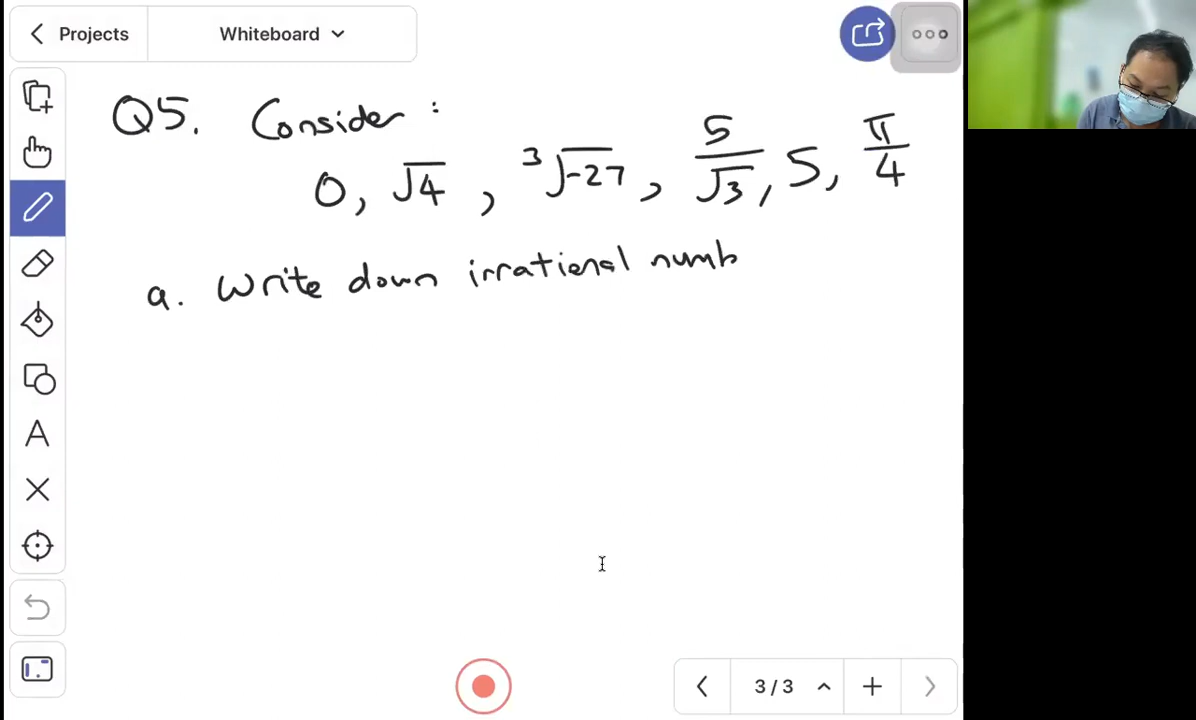 Projects
Whiteboard
Q5. Consider :
0, √4, ³√-27, 5/√3, 5, π/4
a. Write down irrational numb
A
3 / 3